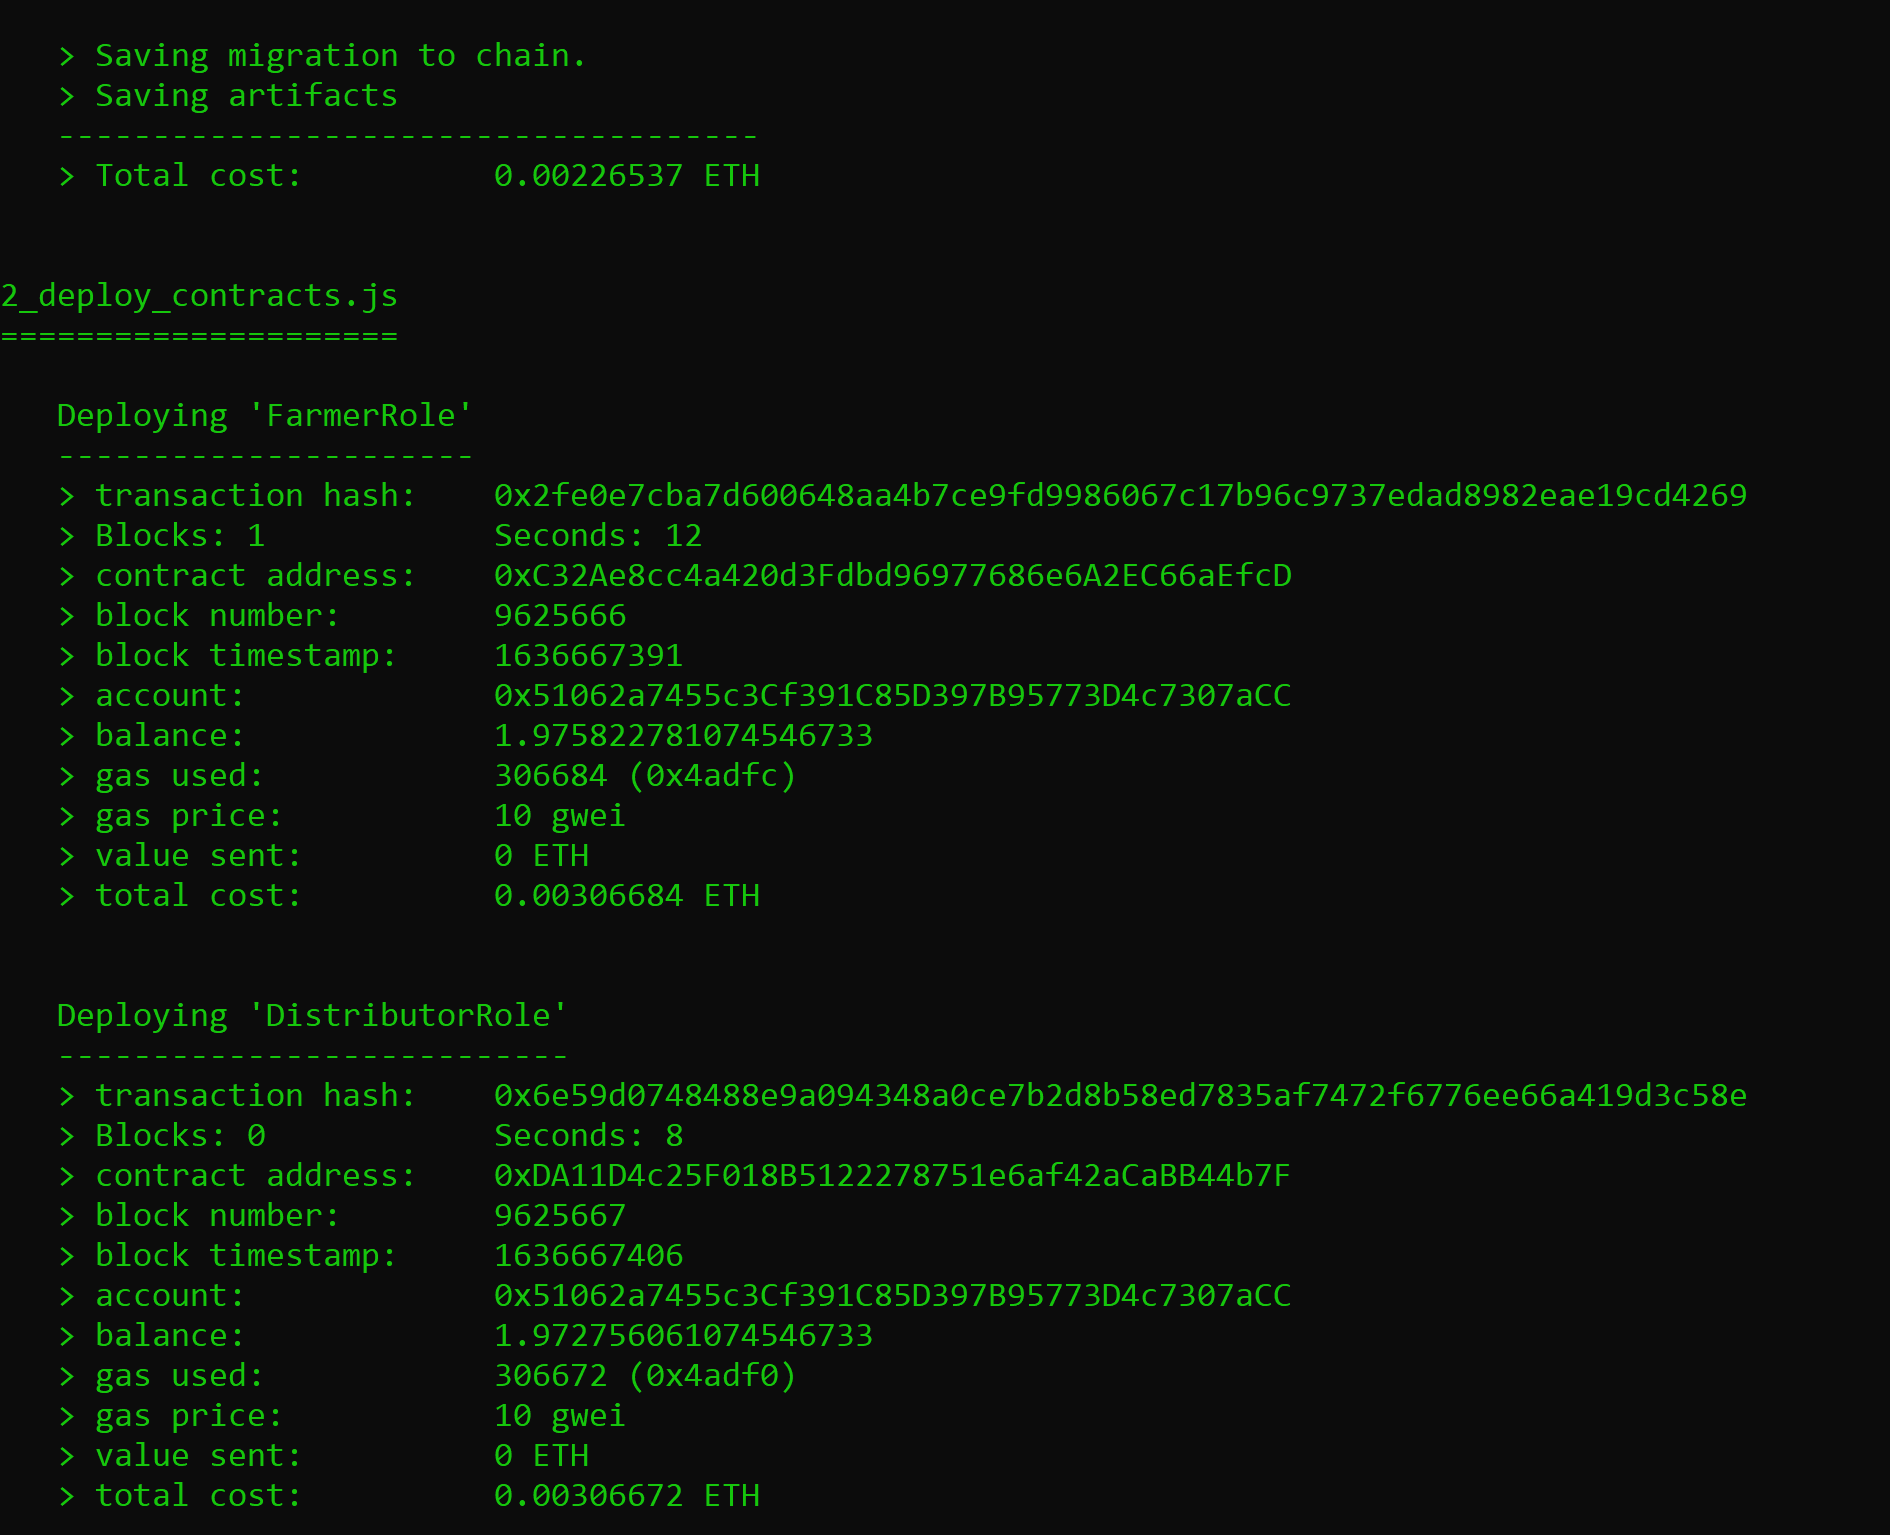 > Saving migration to chain.
> Saving artifacts
-------------------------------------
> Total cost: 0.00226537 ETH
2_deploy_contracts.js
=====================
Deploying 'FarmerRole'
----------------------
> transaction hash: 0x2fe0e7cba7d600648aa4b7ce9fd9986067c17b96c9737edad8982eae19cd4269
> Blocks: 1 Seconds: 12
> contract address: 0xC32Ae8cc4a420d3Fdbd96977686e6A2EC66aEfcD
> block number: 9625666
> block timestamp: 1636667391
> account: 0x51062a7455c3Cf391C85D397B95773D4c7307aCC
> balance: 1.975822781074546733
> gas used: 306684 (0x4adfc)
> gas price: 10 gwei
> value sent: 0 ETH
> total cost: 0.00306684 ETH
Deploying 'DistributorRole'
---------------------------
> transaction hash: 0x6e59d0748488e9a094348a0ce7b2d8b58ed7835af7472f6776ee66a419d3c58e
> Blocks: 0 Seconds: 8
> contract address: 0xDA11D4c25F018B5122278751e6af42aCaBB44b7F
> block number: 9625667
> block timestamp: 1636667406
> account: 0x51062a7455c3Cf391C85D397B95773D4c7307aCC
> balance: 1.972756061074546733
> gas used: 306672 (0x4adf0)
> gas price: 10 gwei
> value sent: 0 ETH
> total cost: 0.00306672 ETH